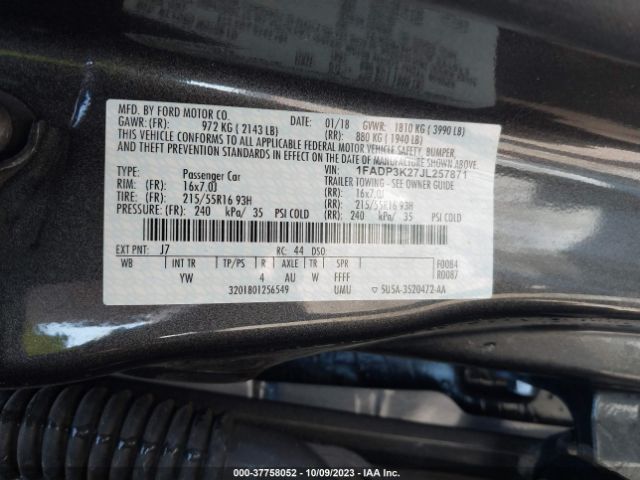 MFD. BY FORD MOTOR CO.
DATE: 01/18 GVWR: 1810 KG ( 3990 LB)
GAWR: (FR): 972 KG ( 2143 LB) (RR): 880 KG ( 1940 LB)
THIS VEHICLE CONFORMS TO ALL APPLICABLE FEDERAL MOTOR VEHICLE SAFETY, BUMPER,
AND THEFT PREVENTION STANDARDS IN EFFECT ON THE DATE OF MANUFACTURE SHOWN ABOVE.
VIN: 1FADP3K27JL257871
TYPE: Passenger Car TRAILER TOWING - SEE OWNER GUIDE
RIM: (FR) 16x7.0J (RR) 16x7.0J
TIRE: (FR) 215/55R16 93H (RR) 215/55R16 93H
PRESSURE: (FR) 240 kPa/ 35 PSI COLD (RR) 240 kPa/ 35 PSI COLD
EXT PNT: J7 RC: 44 DSO:
WB INT TR TP/PS R AXLE TR SPR F0084
YW 4 AU W FFFF R0087
3201801256549 UMU 5U5A-3520472-AA
000-37758052 - 10/09/2023 - IAA Inc.